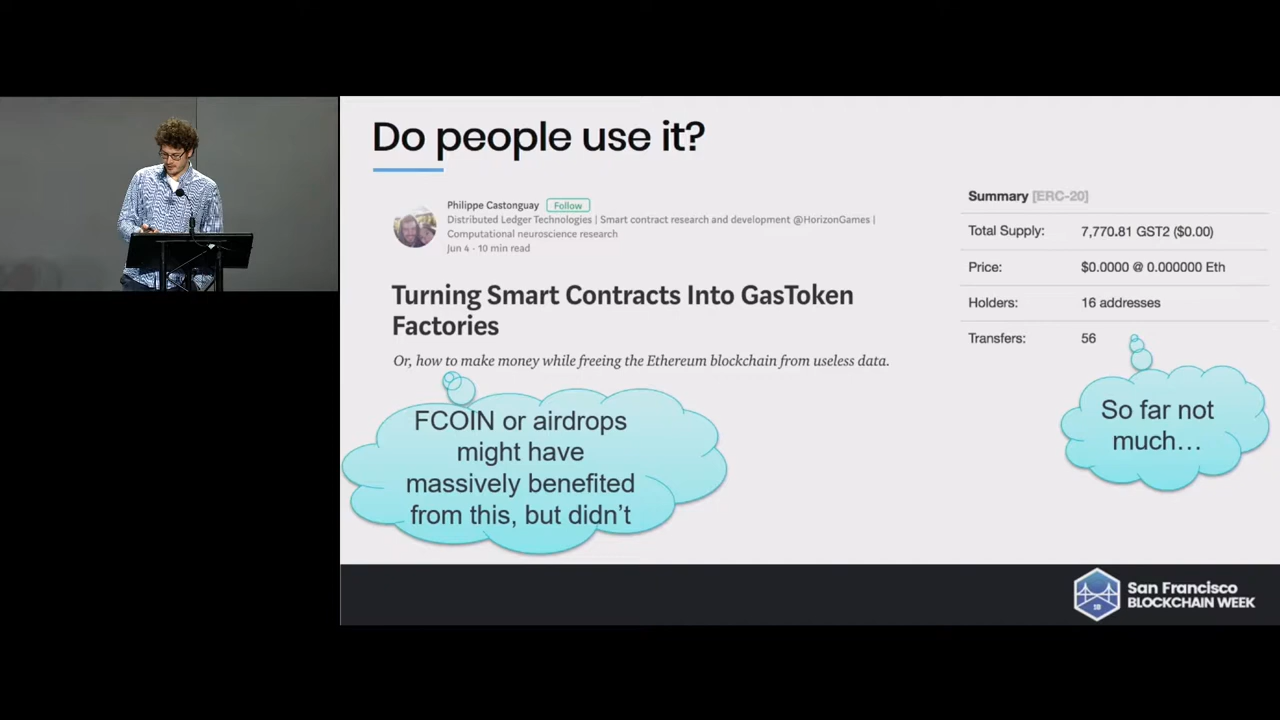 Do people use it?
Philippe Castonguay Follow
Distributed Ledger Technologies | Smart contract research and development @HorizonGames |
Computational neuroscience research
Jun 4 · 10 min read
Turning Smart Contracts Into GasToken
Factories
Or, how to make money while freeing the Ethereum blockchain from useless data.
FCOIN or airdrops
might have
massively benefited
from this, but didn’t
Summary [ERC-20]
Total Supply: 7,770.81 GST2 ($0.00)
Price: $0.0000 @ 0.000000 Eth
Holders: 16 addresses
Transfers: 56
So far not
much…
San Francisco
BLOCKCHAIN WEEK